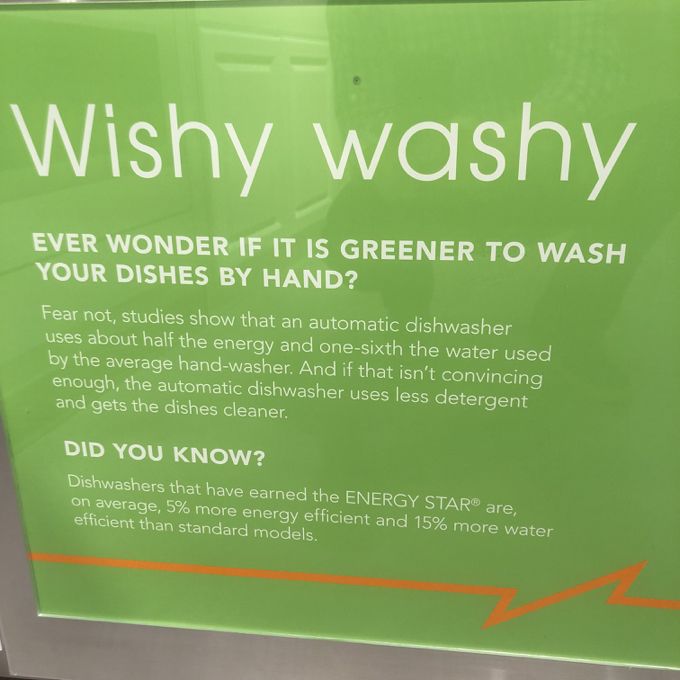 Wishy washy
EVER WONDER IF IT IS GREENER TO WASH
YOUR DISHES BY HAND?
Fear not, studies show that an automatic dishwasher
uses about half the energy and one-sixth the water used
by the average hand-washer. And if that isn't convincing
enough, the automatic dishwasher uses less detergent
and gets the dishes cleaner.
DID YOU KNOW?
Dishwashers that have earned the ENERGY STAR® are,
on average, 5% more energy efficient and 15% more water
efficient than standard models.